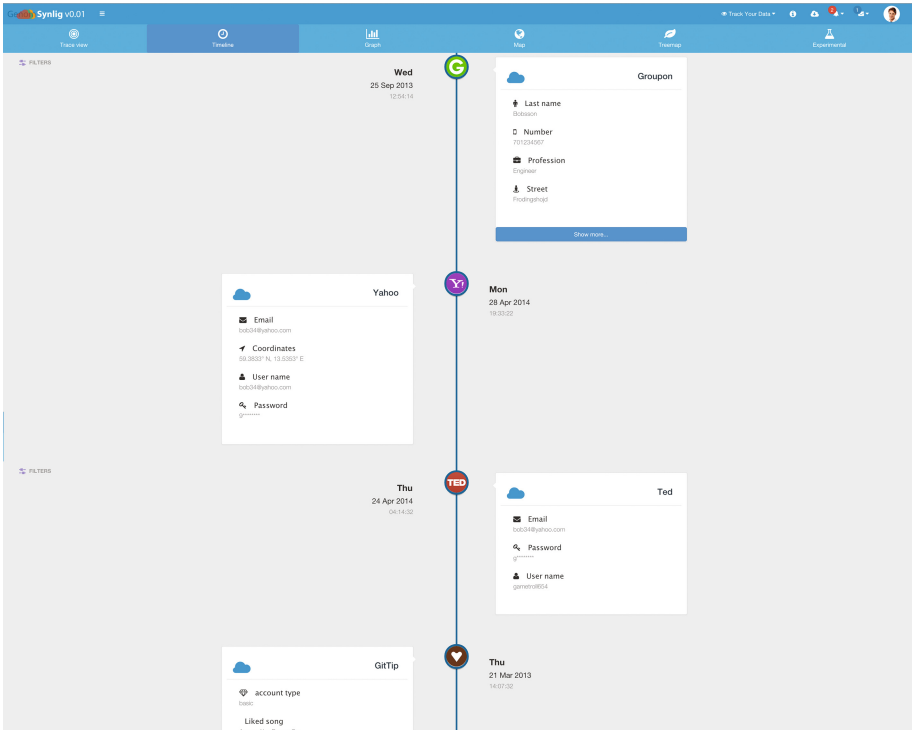 Synlig v0.01
Track Your Data
2
1
Trace view
Timeline
Graph
Map
Treemap
Experimental
FILTERS
Wed
25 Sep 2013
12:54:14
G
Groupon
Last name
Bobsson
Number
701234567
Profession
Engineer
Street
Frodingshojd
Show more...
Yahoo
Email
bob34@yahoo.com
Coordinates
59.3833° N, 13.5333° E
User name
bob34@yahoo.com
Password
g*******
Y!
Mon
28 Apr 2014
19:33:22
FILTERS
Thu
24 Apr 2014
04:14:32
TED
Ted
Email
bob34@yahoo.com
Password
g********
User name
GitTip
account type
basic
Liked song
Thu
21 Mar 2013
14:07:32